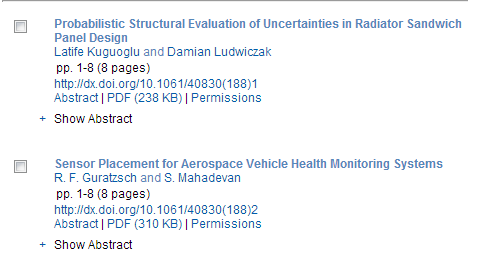 Probabilistic Structural Evaluation of Uncertainties in Radiator Sandwich
Panel Design
Latife Kuguoglu and Damian Ludwiczak
pp. 1-8 (8 pages)
http://dx.doi.org/10.1061/40830(188)1
Abstract | PDF (238 KB) | Permissions
+ Show Abstract
Sensor Placement for Aerospace Vehicle Health Monitoring Systems
R. F. Guratzsch and S. Mahadevan
pp. 1-8 (8 pages)
http://dx.doi.org/10.1061/40830(188)2
Abstract | PDF (310 KB) | Permissions
+ Show Abstract